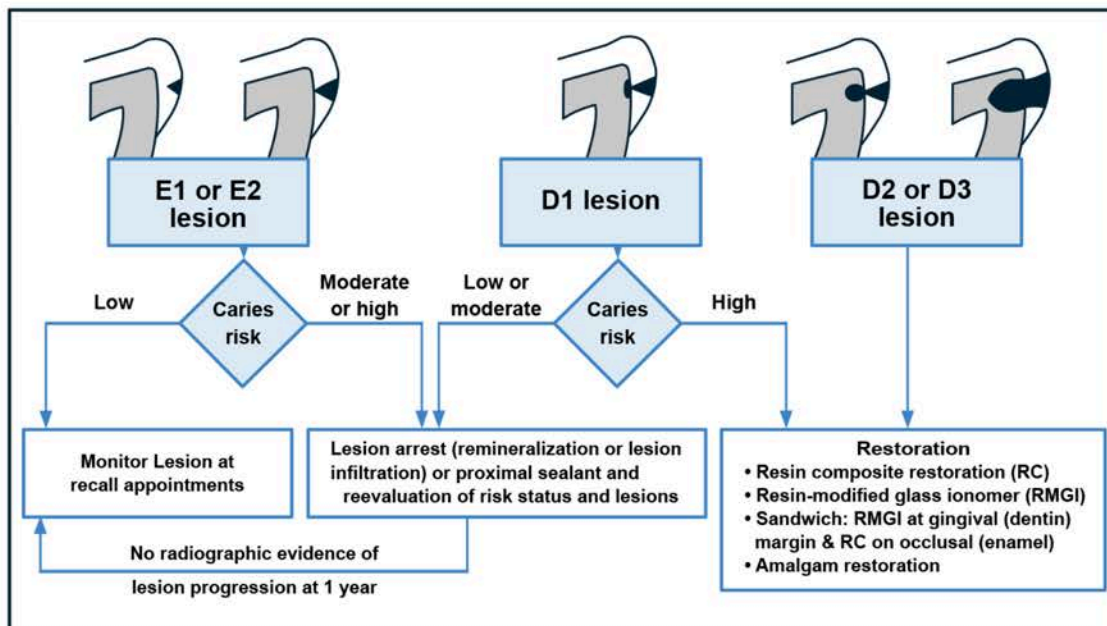 E1 or E2
lesion
D1 lesion
D2 or D3
lesion
Low
Caries
risk
Moderate
or high
Low or
moderate
Caries
risk
High
Monitor Lesion at
recall appointments
Lesion arrest (remineralization or lesion
infiltration) or proximal sealant and
reevaluation of risk status and lesions
Restoration
• Resin composite restoration (RC)
• Resin-modified glass ionomer (RMGI)
• Sandwich: RMGI at gingival (dentin)
margin & RC on occlusal (enamel)
• Amalgam restoration
No radiographic evidence of
lesion progression at 1 year